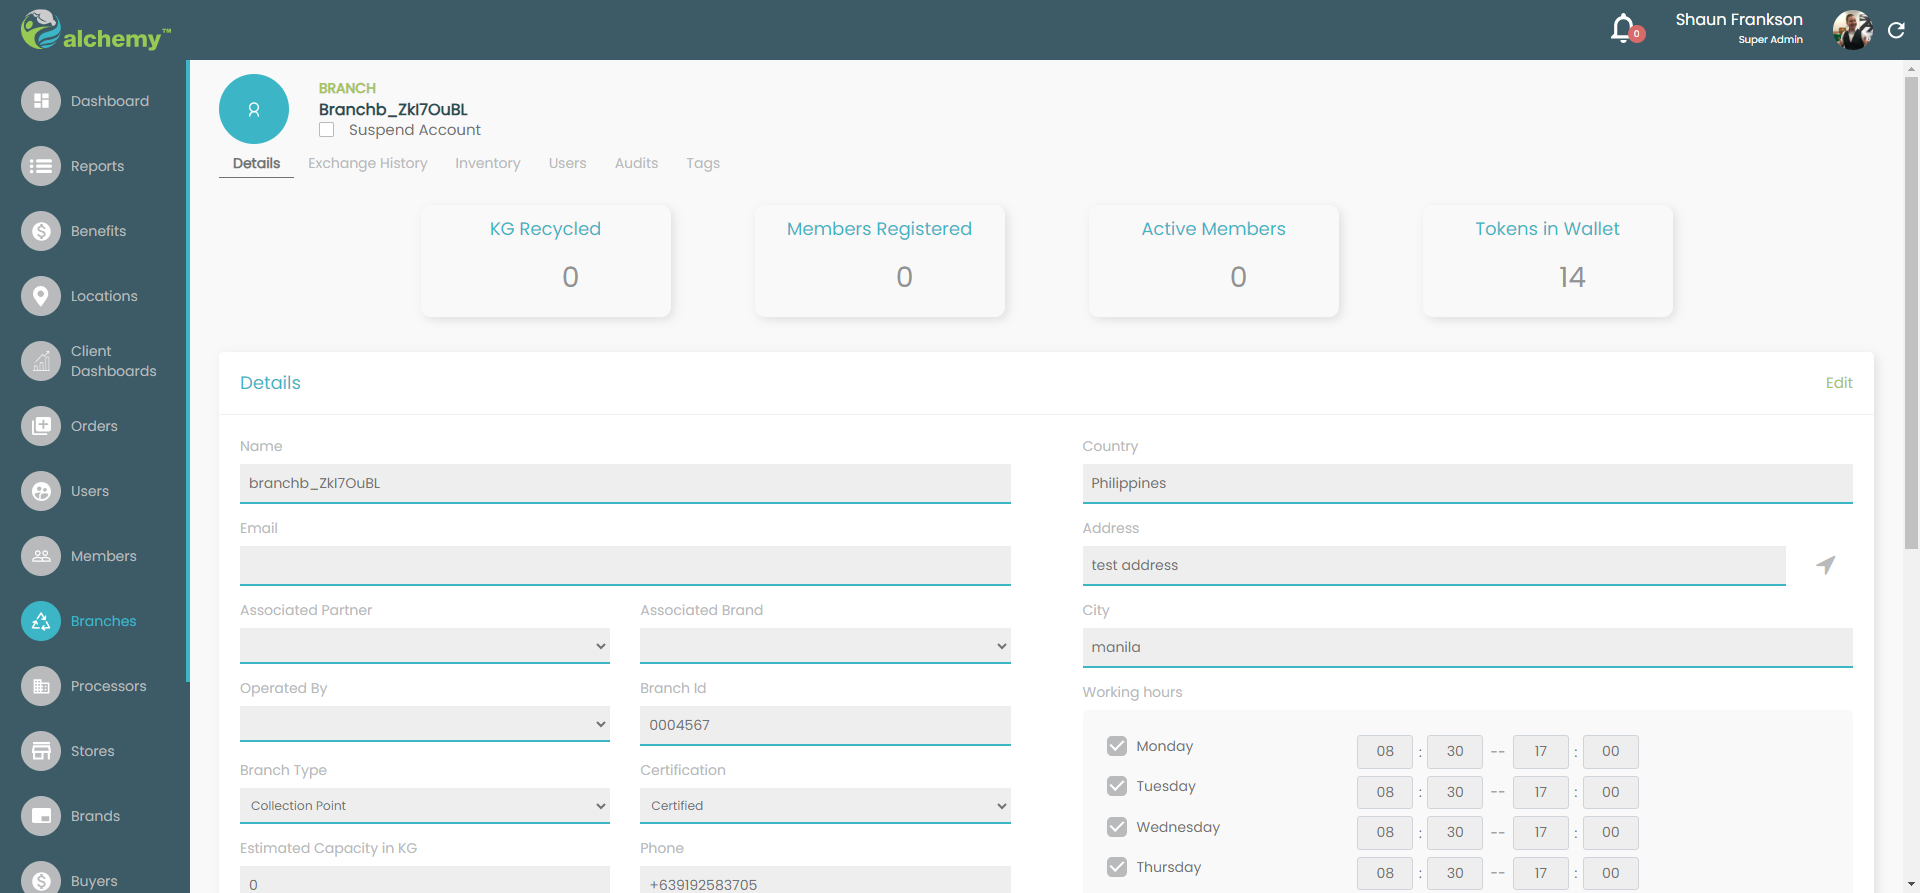 alchemy™
0
Shaun Frankson
Super Admin
Dashboard
Reports
Benefits
Locations
Client
Dashboards
Orders
Users
Members
Branches
Processors
Stores
Brands
Buyers
BRANCH
Branchb_ZkI7OuBL
Suspend Account
Details Exchange History Inventory Users Audits Tags
KG Recycled
0
Members Registered
0
Active Members
0
Tokens in Wallet
14
Details
Edit
Name
branchb_ZkI7OuBL
Email
Associated Partner
Associated Brand
Operated By
Branch Id
0004567
Branch Type
Collection Point
Certification
Certified
Estimated Capacity in KG
0
Phone
+639192583705
Country
Philippines
Address
test address
City
manila
Working hours
Monday 08 : 30 -- 17 : 00
Tuesday 08 : 30 -- 17 : 00
Wednesday 08 : 30 -- 17 : 00
Thursday 08 : 30 -- 17 : 00